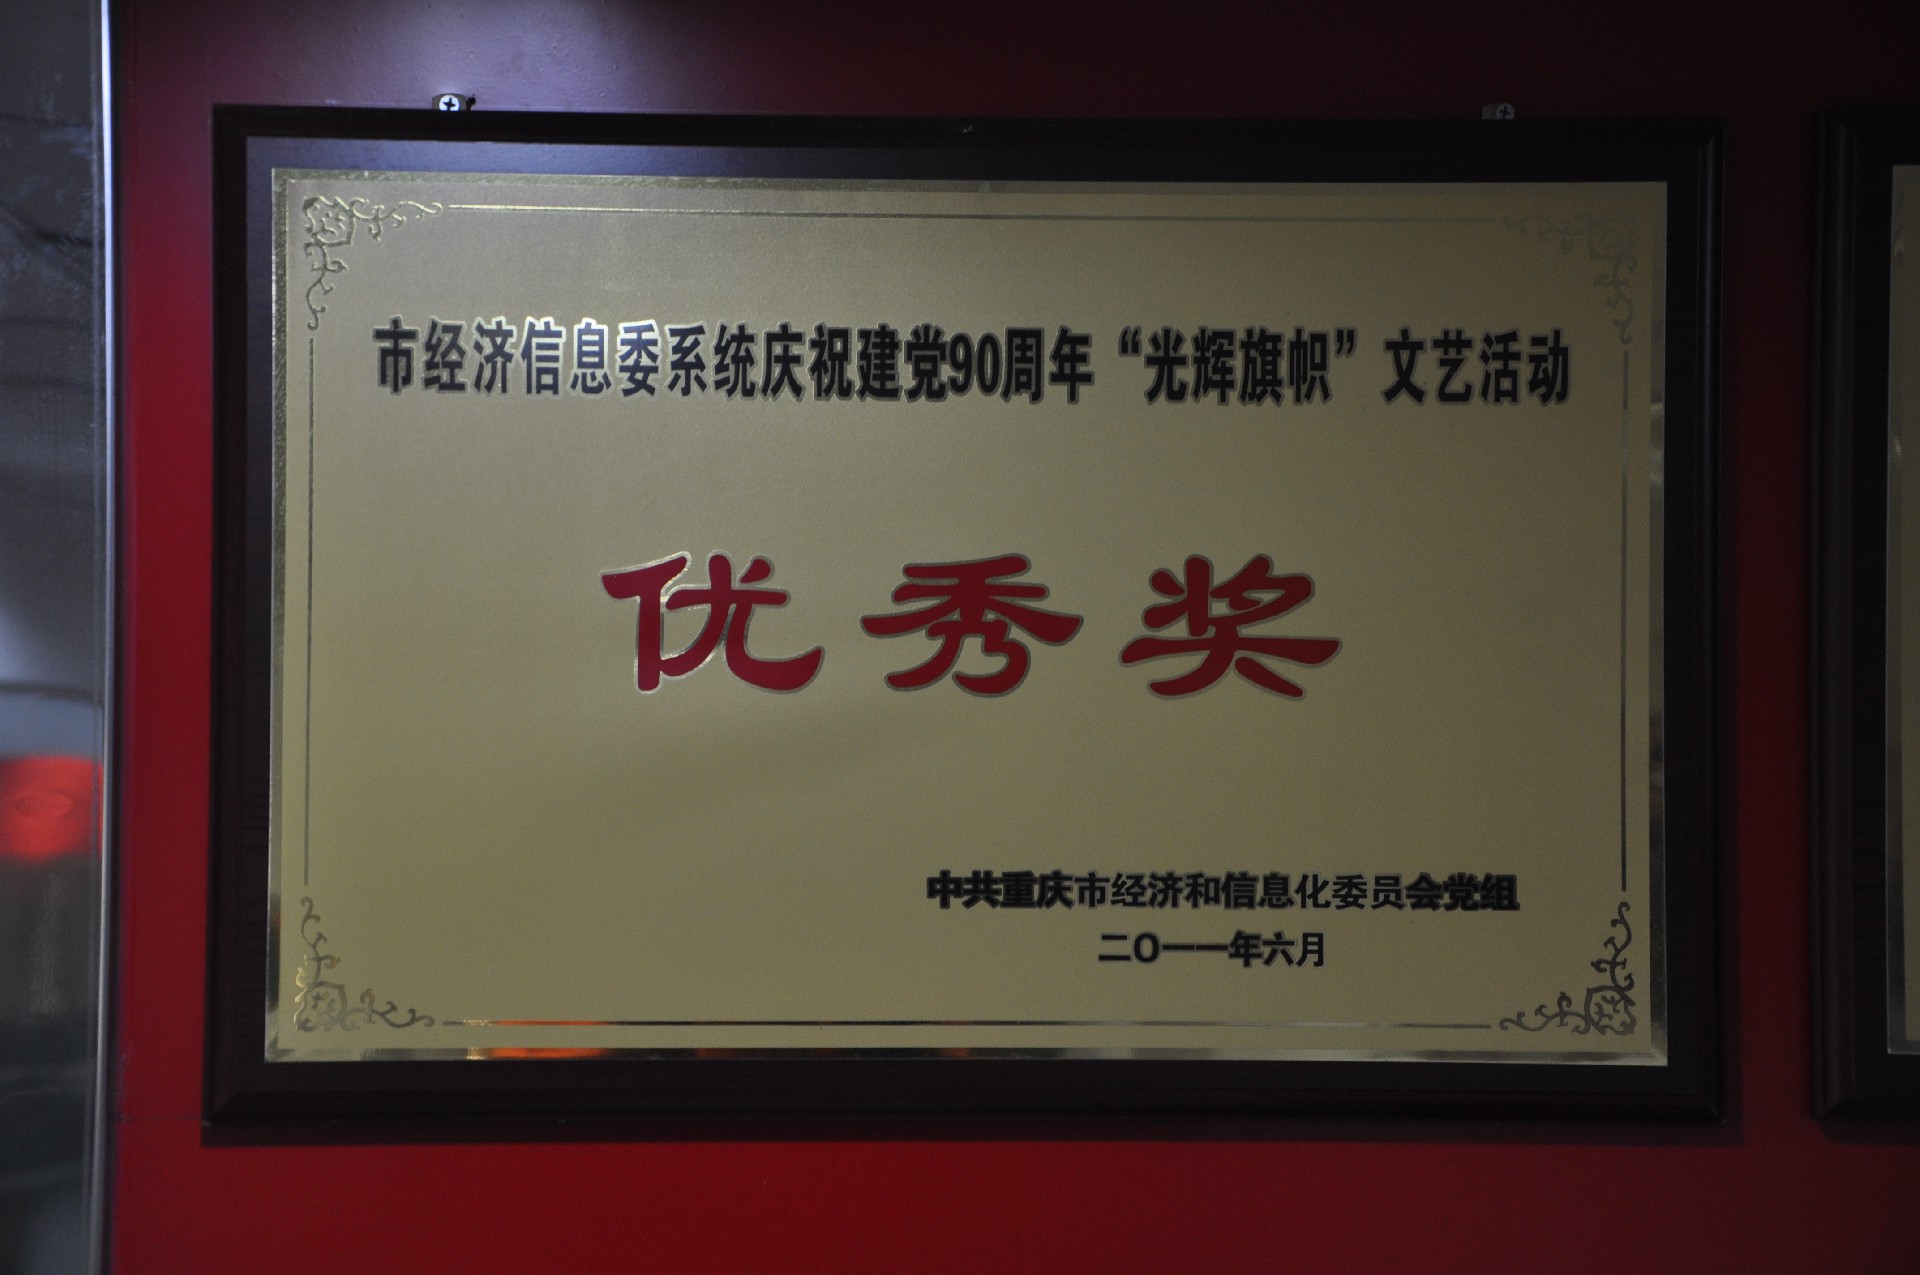 市经济信息委系统庆祝建党90周年“光辉旗帜”文艺活动
优秀奖
中共重庆市经济和信息化委员会党组
二〇一一年六月